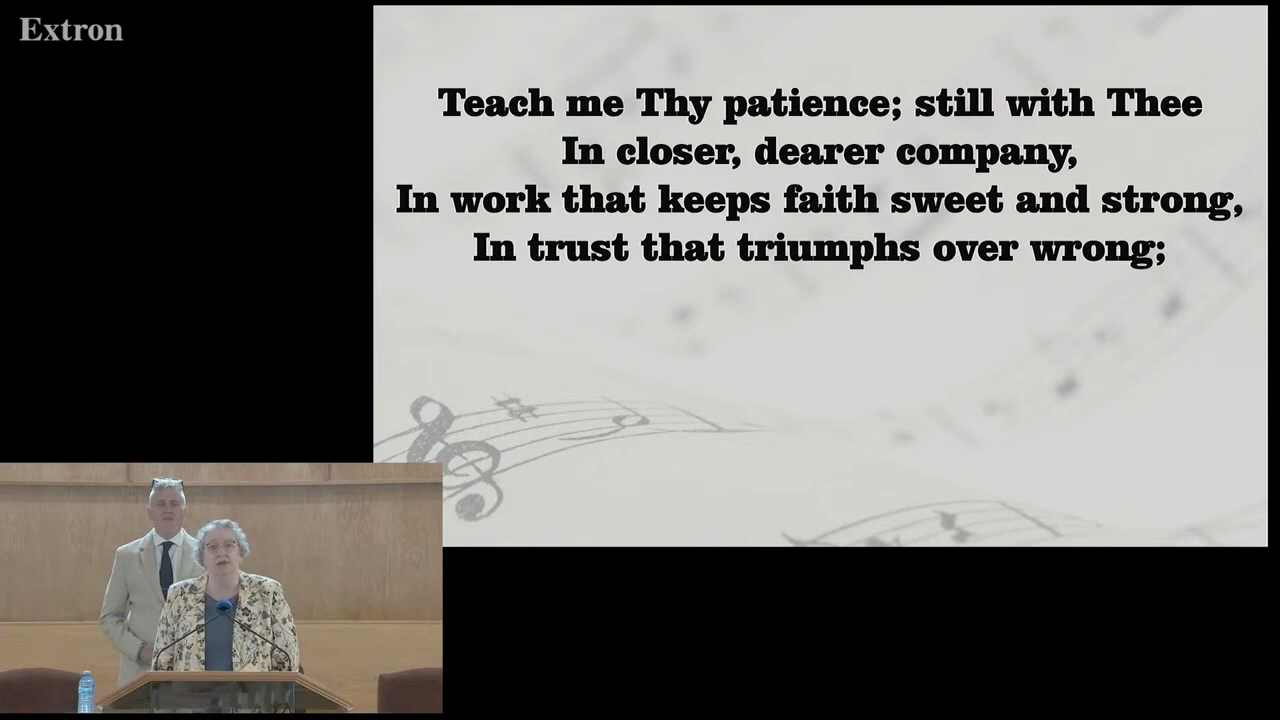 Extron
Teach me Thy patience; still with Thee
In closer, dearer company,
In work that keeps faith sweet and strong,
In trust that triumphs over wrong;